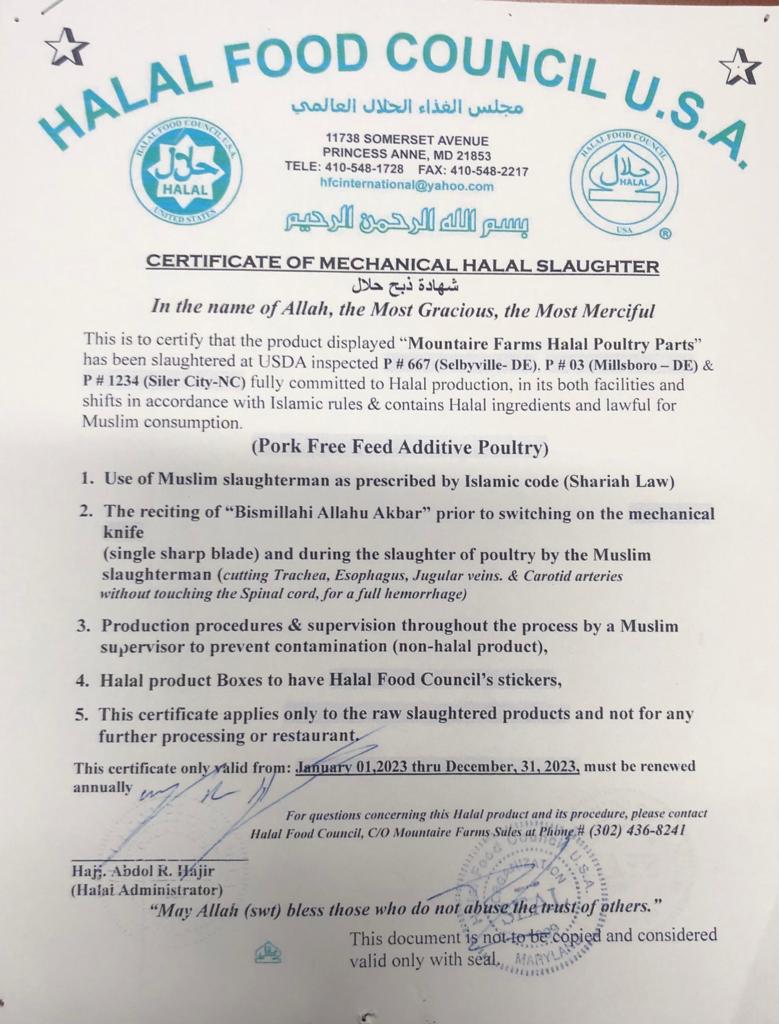 HALAL FOOD COUNCIL U.S.A.
مجلس الغذاء الحلال العالمي
11738 SOMERSET AVENUE
PRINCESS ANNE, MD 21853
TELE: 410-548-1728 FAX: 410-548-2217
hfcinternational@yahoo.com
HALAL FOOD COUNCIL U.S.A.
حلال
HALAL
UNITED STATES
HALAL FOOD COUNCIL
حلال
HALAL
USA
®
بسم الله الرحمن الرحيم
CERTIFICATE OF MECHANICAL HALAL SLAUGHTER
شهادة ذبح حلال
In the name of Allah, the Most Gracious, the Most Merciful
This is to certify that the product displayed “Mountaire Farms Halal Poultry Parts”
has been slaughtered at USDA inspected P # 667 (Selbyville- DE). P # 03 (Millsboro – DE) &
P # 1234 (Siler City-NC) fully committed to Halal production, in its both facilities and
shifts in accordance with Islamic rules & contains Halal ingredients and lawful for
Muslim consumption.
(Pork Free Feed Additive Poultry)
1. Use of Muslim slaughterman as prescribed by Islamic code (Shariah Law)
2. The reciting of “Bismillahi Allahu Akbar” prior to switching on the mechanical
knife
(single sharp blade) and during the slaughter of poultry by the Muslim
slaughterman (cutting Trachea, Esophagus, Jugular veins. & Carotid arteries
without touching the Spinal cord, for a full hemorrhage)
3. Production procedures & supervision throughout the process by a Muslim
supervisor to prevent contamination (non-halal product),
4. Halal product Boxes to have Halal Food Council’s stickers,
5. This certificate applies only to the raw slaughtered products and not for any
further processing or restaurant.
This certificate only valid from: January 01,2023 thru December, 31, 2023, must be renewed
annually
For questions concerning this Halal product and its procedure, please contact
Halal Food Council, C/O Mountaire Farms Sales at Phone # (302) 436-8241
Hajj. Abdol R. Hajir
(Halal Administrator)
“May Allah (swt) bless those who do not abuse the trust of others.”
This document is not to be copied and considered
valid only with seal.
Food Council U.S.A.
ORGANIZATION
SEAL
MARYLAND